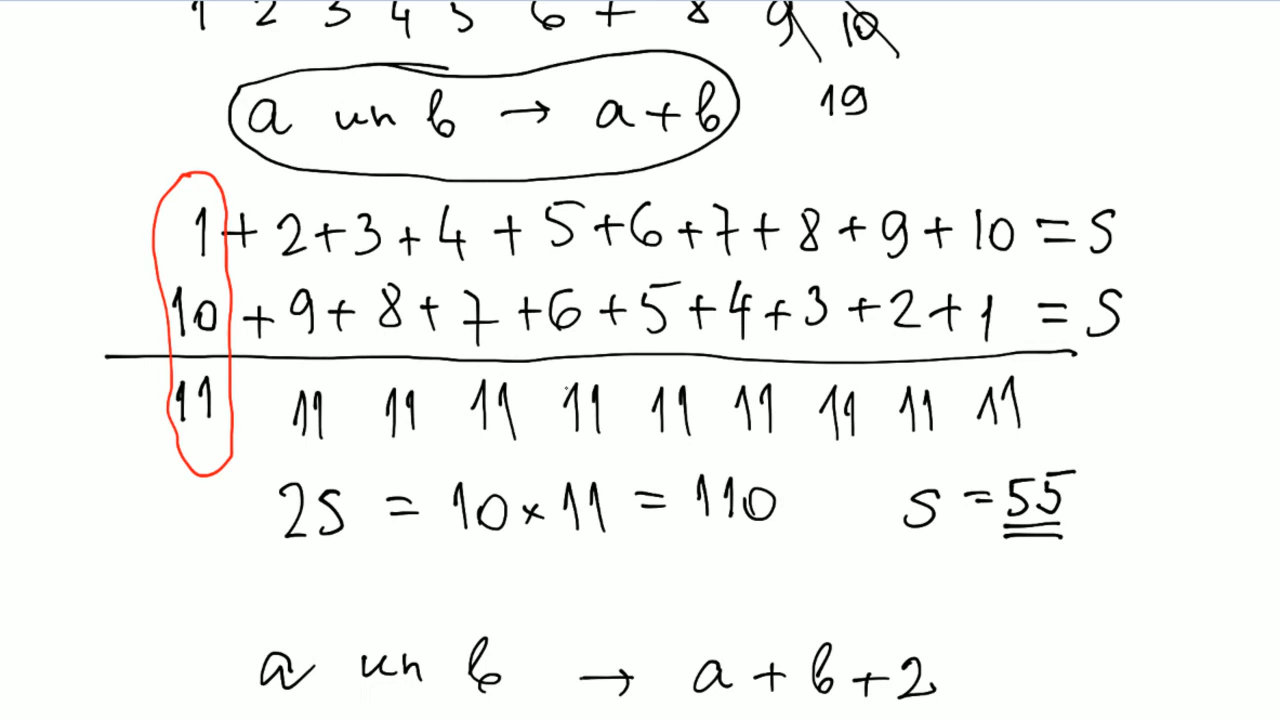 1 2 3 4 5 6 7 8 9 10
a un b → a+b 19
1+2+3+4+5+6+7+8+9+10=S
10+9+8+7+6+5+4+3+2+1=S
11 11 11 11 11 11 11 11 11 11
2S = 10×11 = 110 S = 55
a un b → a+b+2